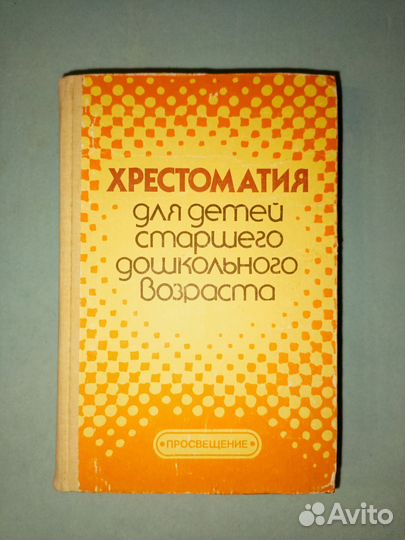 ХРЕСТОМАТИЯ
для детей
старшего
дошкольного
возраста
• ПРОСВЕЩЕНИЕ •
Avito